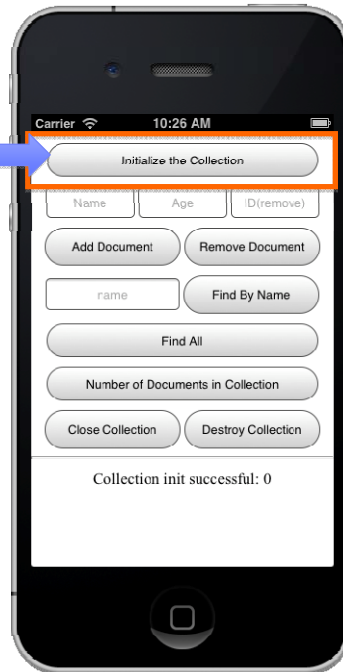 Carrier 10:26 AM
Initialize the Collection
Name Age ID(remove)
Add Document Remove Document
name Find By Name
Find All
Number of Documents in Collection
Close Collection Destroy Collection
Collection init successful: 0